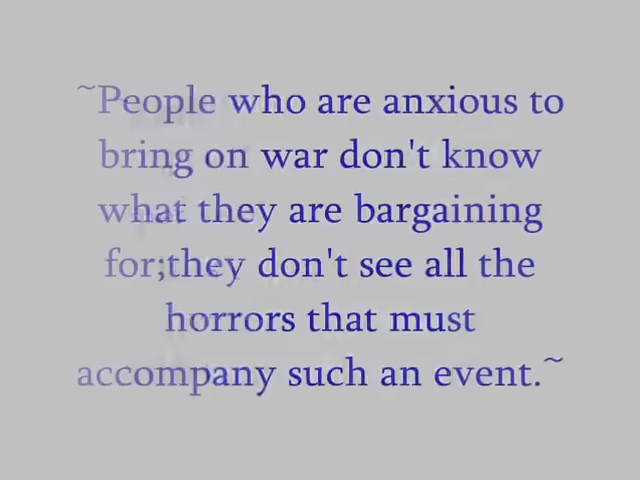 ~People who are anxious to
bring on war don't know
what they are bargaining
for;they don't see all the
horrors that must
accompany such an event.~